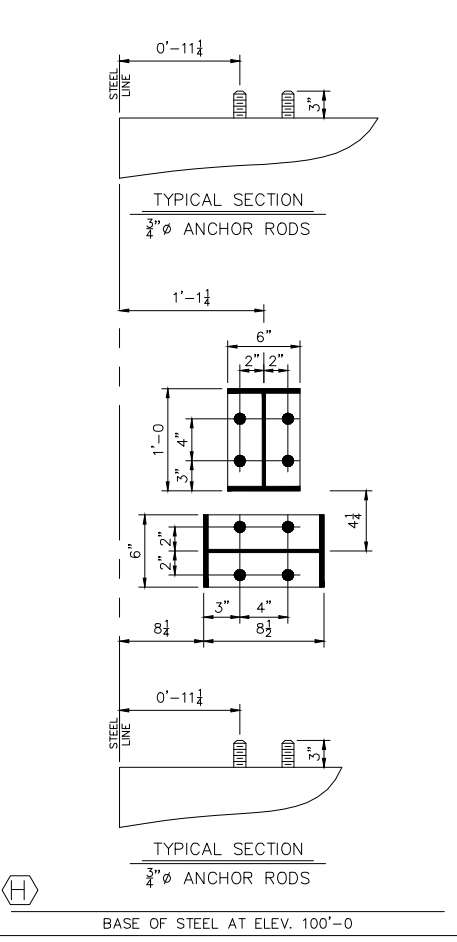 0'-11¼
STEEL LINE
3"
TYPICAL SECTION
¾"ø ANCHOR RODS
1'-1¼
6"
2" 2"
1'-0
4"
3"
4¼
6"
2"
2"
3" 4"
8¼ 8½
0'-11¼
STEEL LINE
3"
TYPICAL SECTION
¾"ø ANCHOR RODS
H
BASE OF STEEL AT ELEV. 100'-0